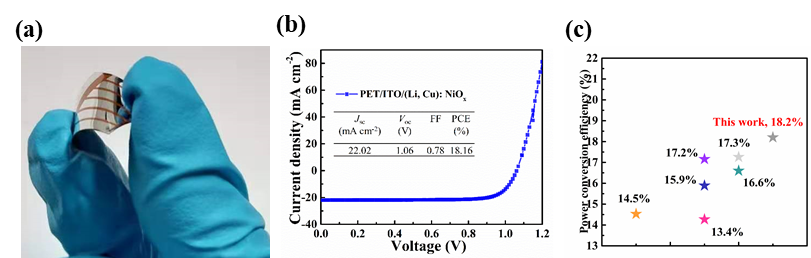 (a)
(b)
Current density (mA cm-2)
80
60
40
20
0
-20
-40
PET/ITO/(Li, Cu): NiOx
Jsc Voc FF PCE
(mA cm-2) (V) (%)
22.02 1.06 0.78 18.16
0.0 0.2 0.4 0.6 0.8 1.0 1.2
Voltage (V)
(c)
Power conversion efficiency (%)
22
21
20
19
18
17
16
15
14
13
This work, 18.2%
17.3%
17.2%
16.6%
15.9%
14.5%
13.4%